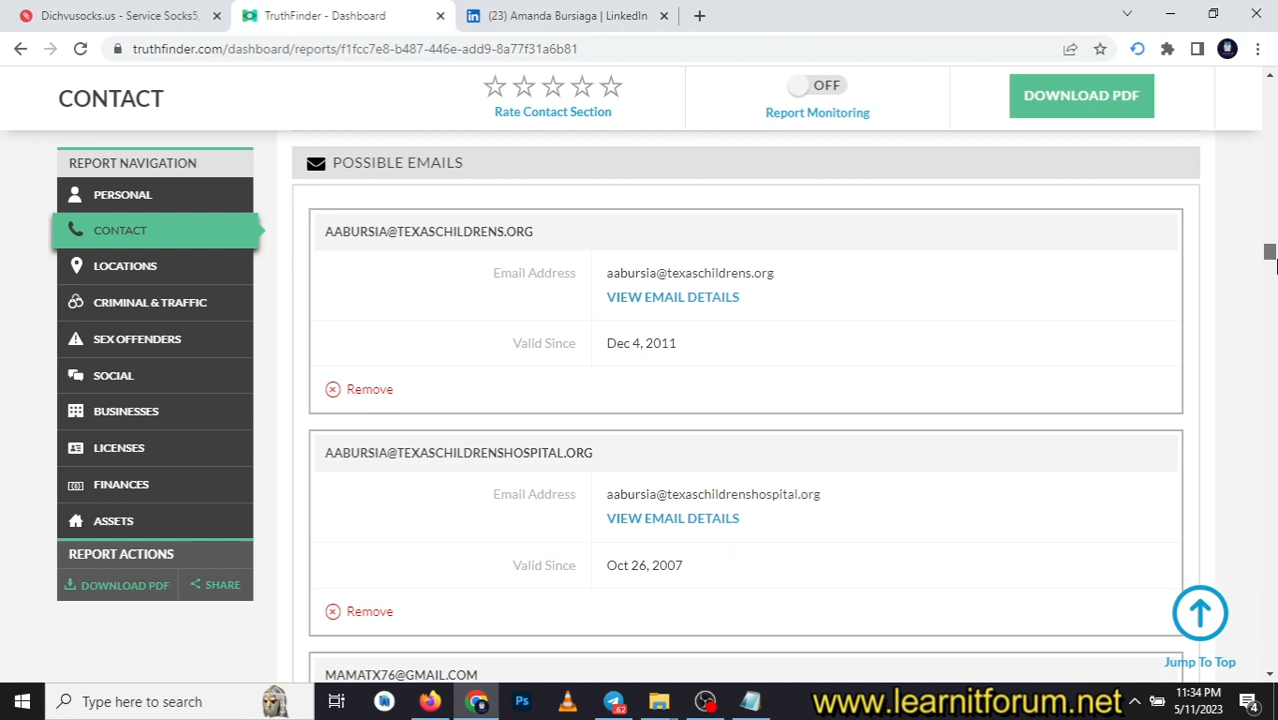 Dichvusocks.us - Service Socks5,
TruthFinder - Dashboard
(23) Amanda Bursiaga | LinkedIn
truthfinder.com/dashboard/reports/f1fcc7e8-b487-446e-add9-8a77f31a6b81
CONTACT
Rate Contact Section
OFF
Report Monitoring
DOWNLOAD PDF
REPORT NAVIGATION
PERSONAL
CONTACT
LOCATIONS
CRIMINAL & TRAFFIC
SEX OFFENDERS
SOCIAL
BUSINESSES
LICENSES
FINANCES
ASSETS
REPORT ACTIONS
DOWNLOAD PDF
SHARE
POSSIBLE EMAILS
AABURSIA@TEXASCHILDRENS.ORG
Email Address
aabursia@texaschildrens.org
VIEW EMAIL DETAILS
Valid Since
Dec 4, 2011
Remove
AABURSIA@TEXASCHILDRENSHOSPITAL.ORG
Email Address
aabursia@texaschildrenshospital.org
VIEW EMAIL DETAILS
Valid Since
Oct 26, 2007
Remove
MAMATX76@GMAIL.COM
Jump To Top
Type here to search
Ps
62
www.learnitforum.net
11:34 PM
5/11/2023
4